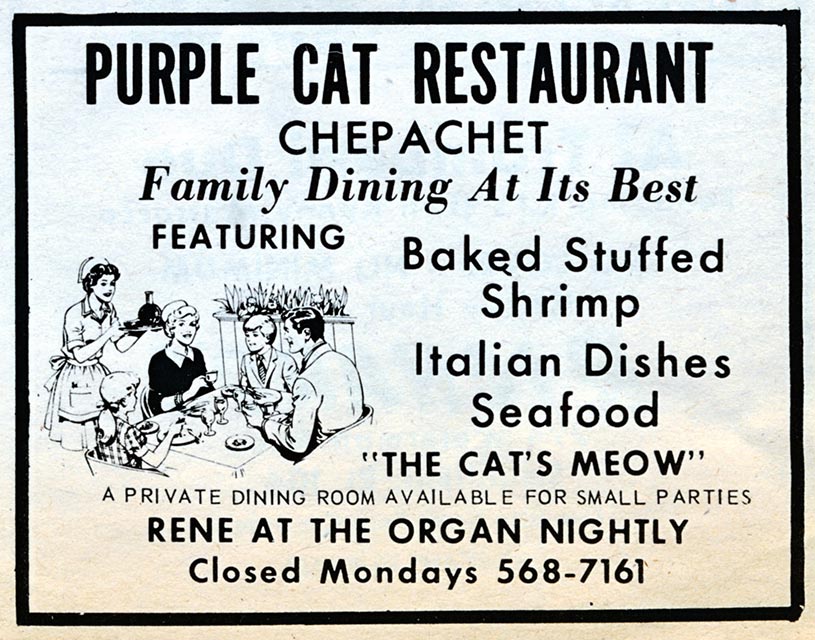 PURPLE CAT RESTAURANT
CHEPACHET
Family Dining At Its Best
FEATURING
Baked Stuffed
Shrimp
Italian Dishes
Seafood
"THE CAT'S MEOW"
A PRIVATE DINING ROOM AVAILABLE FOR SMALL PARTIES
RENE AT THE ORGAN NIGHTLY
Closed Mondays 568-7161